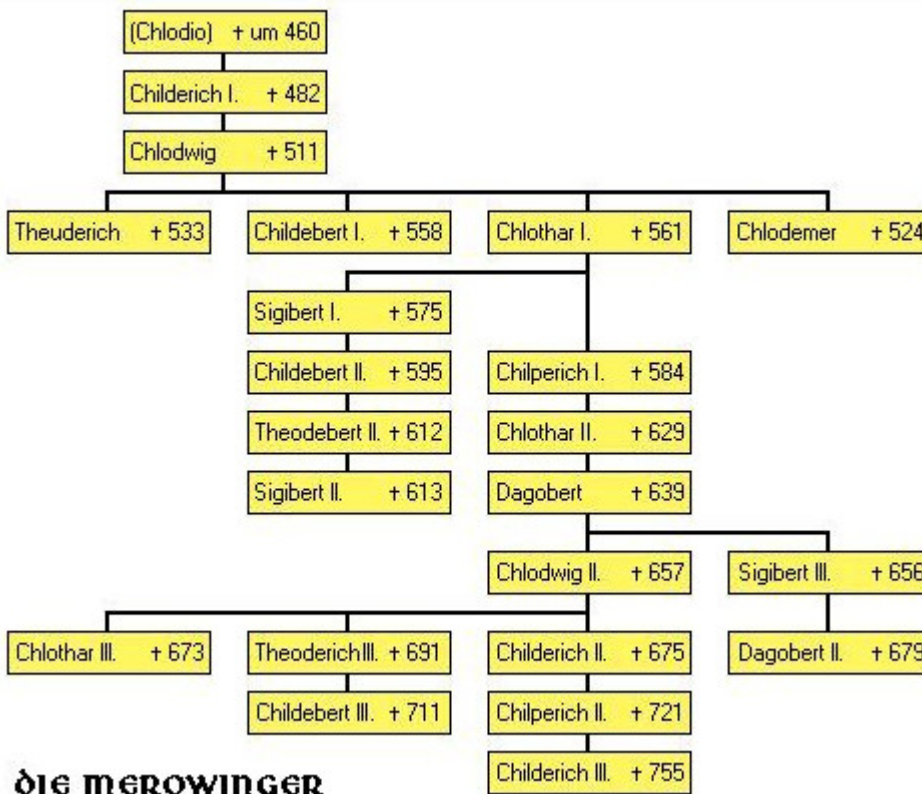 (Chlodio) † um 460
Childerich I. † 482
Chlodwig † 511
Theuderich † 533
Childebert I. † 558
Chlothar I. † 561
Chlodemer † 524
Sigibert I. † 575
Childebert II. † 595
Chilperich I. † 584
Theodebert II. † 612
Chlothar II. † 629
Sigibert II. † 613
Dagobert † 639
Chlodwig II. † 657
Sigibert III. † 656
Chlothar III. † 673
Theoderich III. † 691
Childerich II. † 675
Dagobert II. † 679
Childebert III. † 711
Chilperich II. † 721
Childerich III. † 755
DIE MEROWINGER